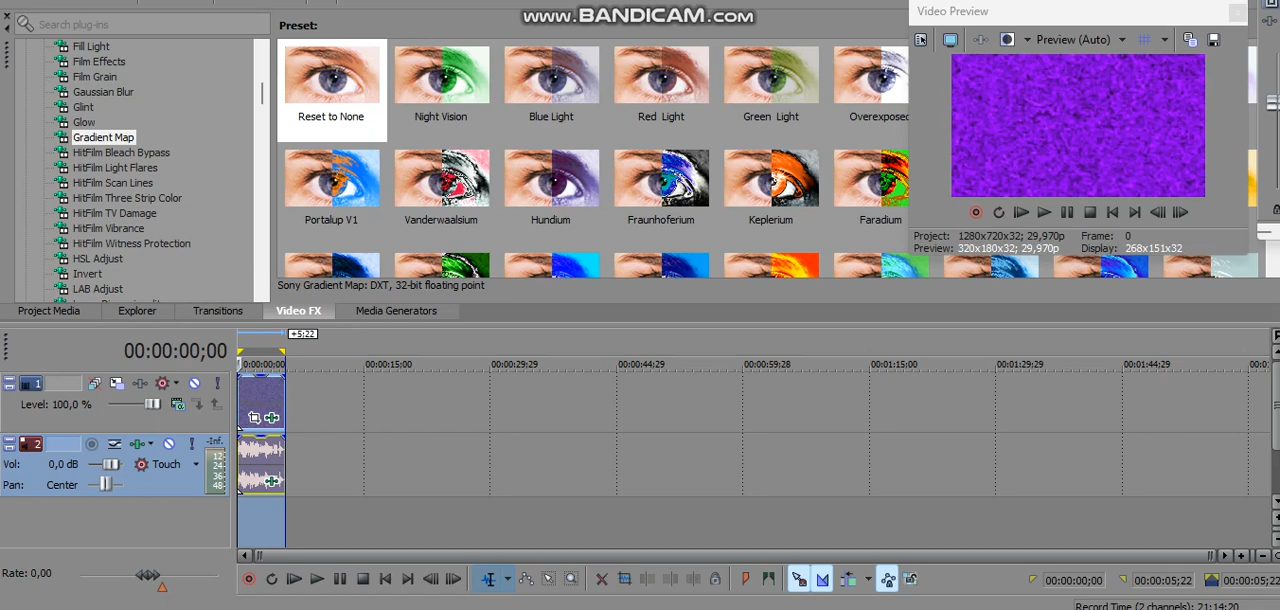 www.BANDICAM.com
Search plug-ins
Fill Light
Film Effects
Film Grain
Gaussian Blur
Glint
Glow
Gradient Map
HitFilm Bleach Bypass
HitFilm Light Flares
HitFilm Scan Lines
HitFilm Three Strip Color
HitFilm TV Damage
HitFilm Vibrance
HitFilm Witness Protection
HSL Adjust
Invert
LAB Adjust
Preset:
Reset to None
Night Vision
Blue Light
Red Light
Green Light
Overexposed
Portalup V1
Vanderwaalsium
Hundium
Fraunhoferium
Keplerium
Faradium
Sony Gradient Map: DXT, 32-bit floating point
Video Preview
Preview (Auto)
Project: 1280x720x32; 29,970p
Frame: 0
Preview: 320x180x32; 29,970p
Display: 268x151x32
Project Media
Explorer
Transitions
Video FX
Media Generators
00:00:00;00
+5;22
0:00:00;00
00:00:15;00
00:00:29;29
00:00:44;29
00:00:59;28
00:01:15;00
00:01:29;29
00:01:44;29
00:0
1
Level: 100,0 %
2
-Inf.
12
24
36
48
Vol: 0,0 dB
Touch
Pan: Center
Rate: 0,00
00:00:00;00
00:00:05;22
00:00:05;22
Record Time (2 channels): 21:14:20